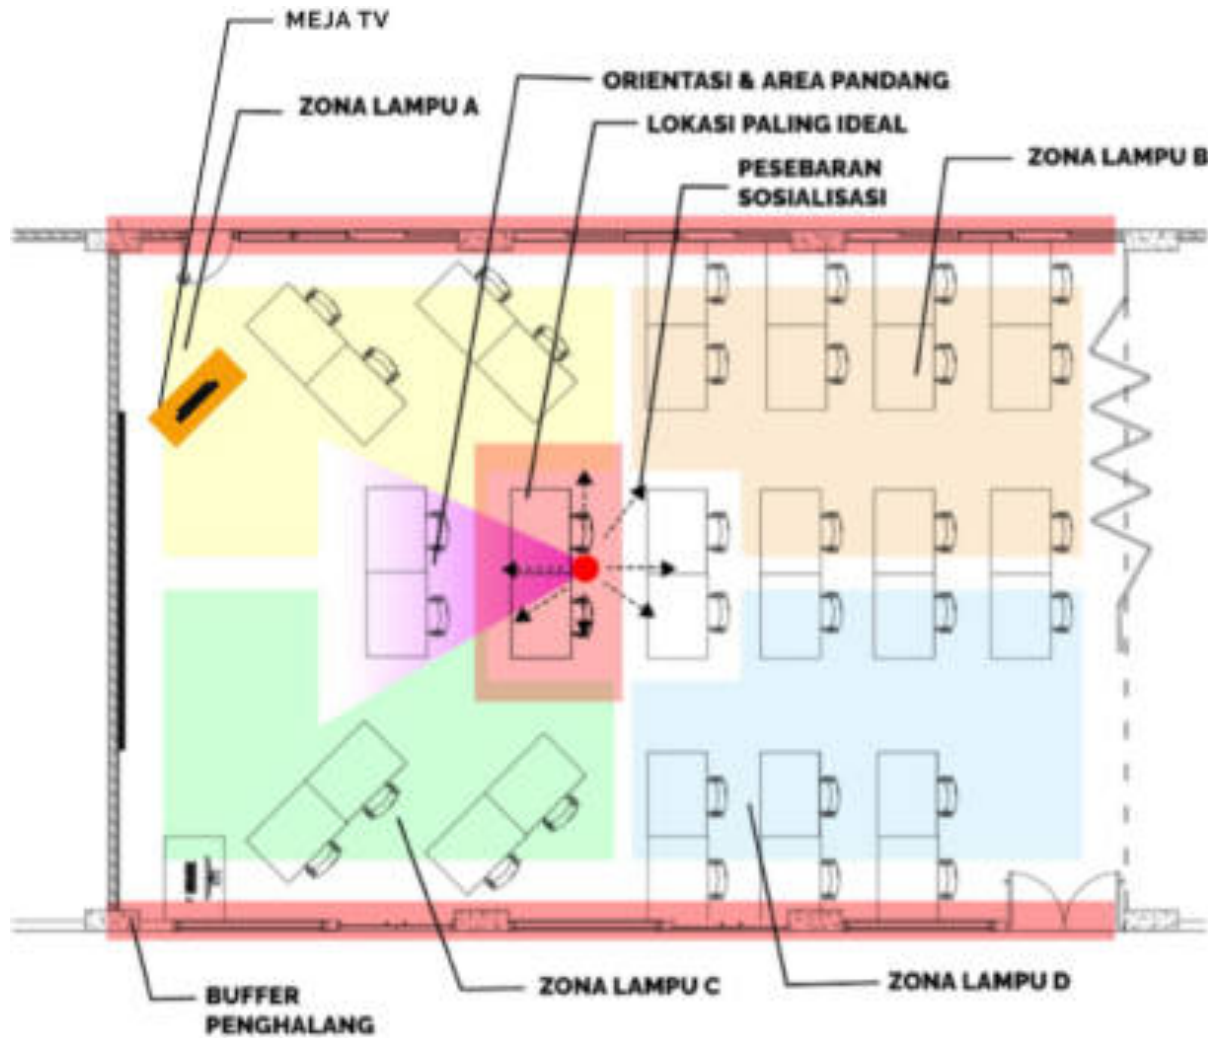 MEJA TV
ORIENTASI & AREA PANDANG
ZONA LAMPU A
LOKASI PALING IDEAL
ZONA LAMPU B
PESEBARAN
SOSIALISASI
ZONA LAMPU C
ZONA LAMPU D
BUFFER
PENGHALANG